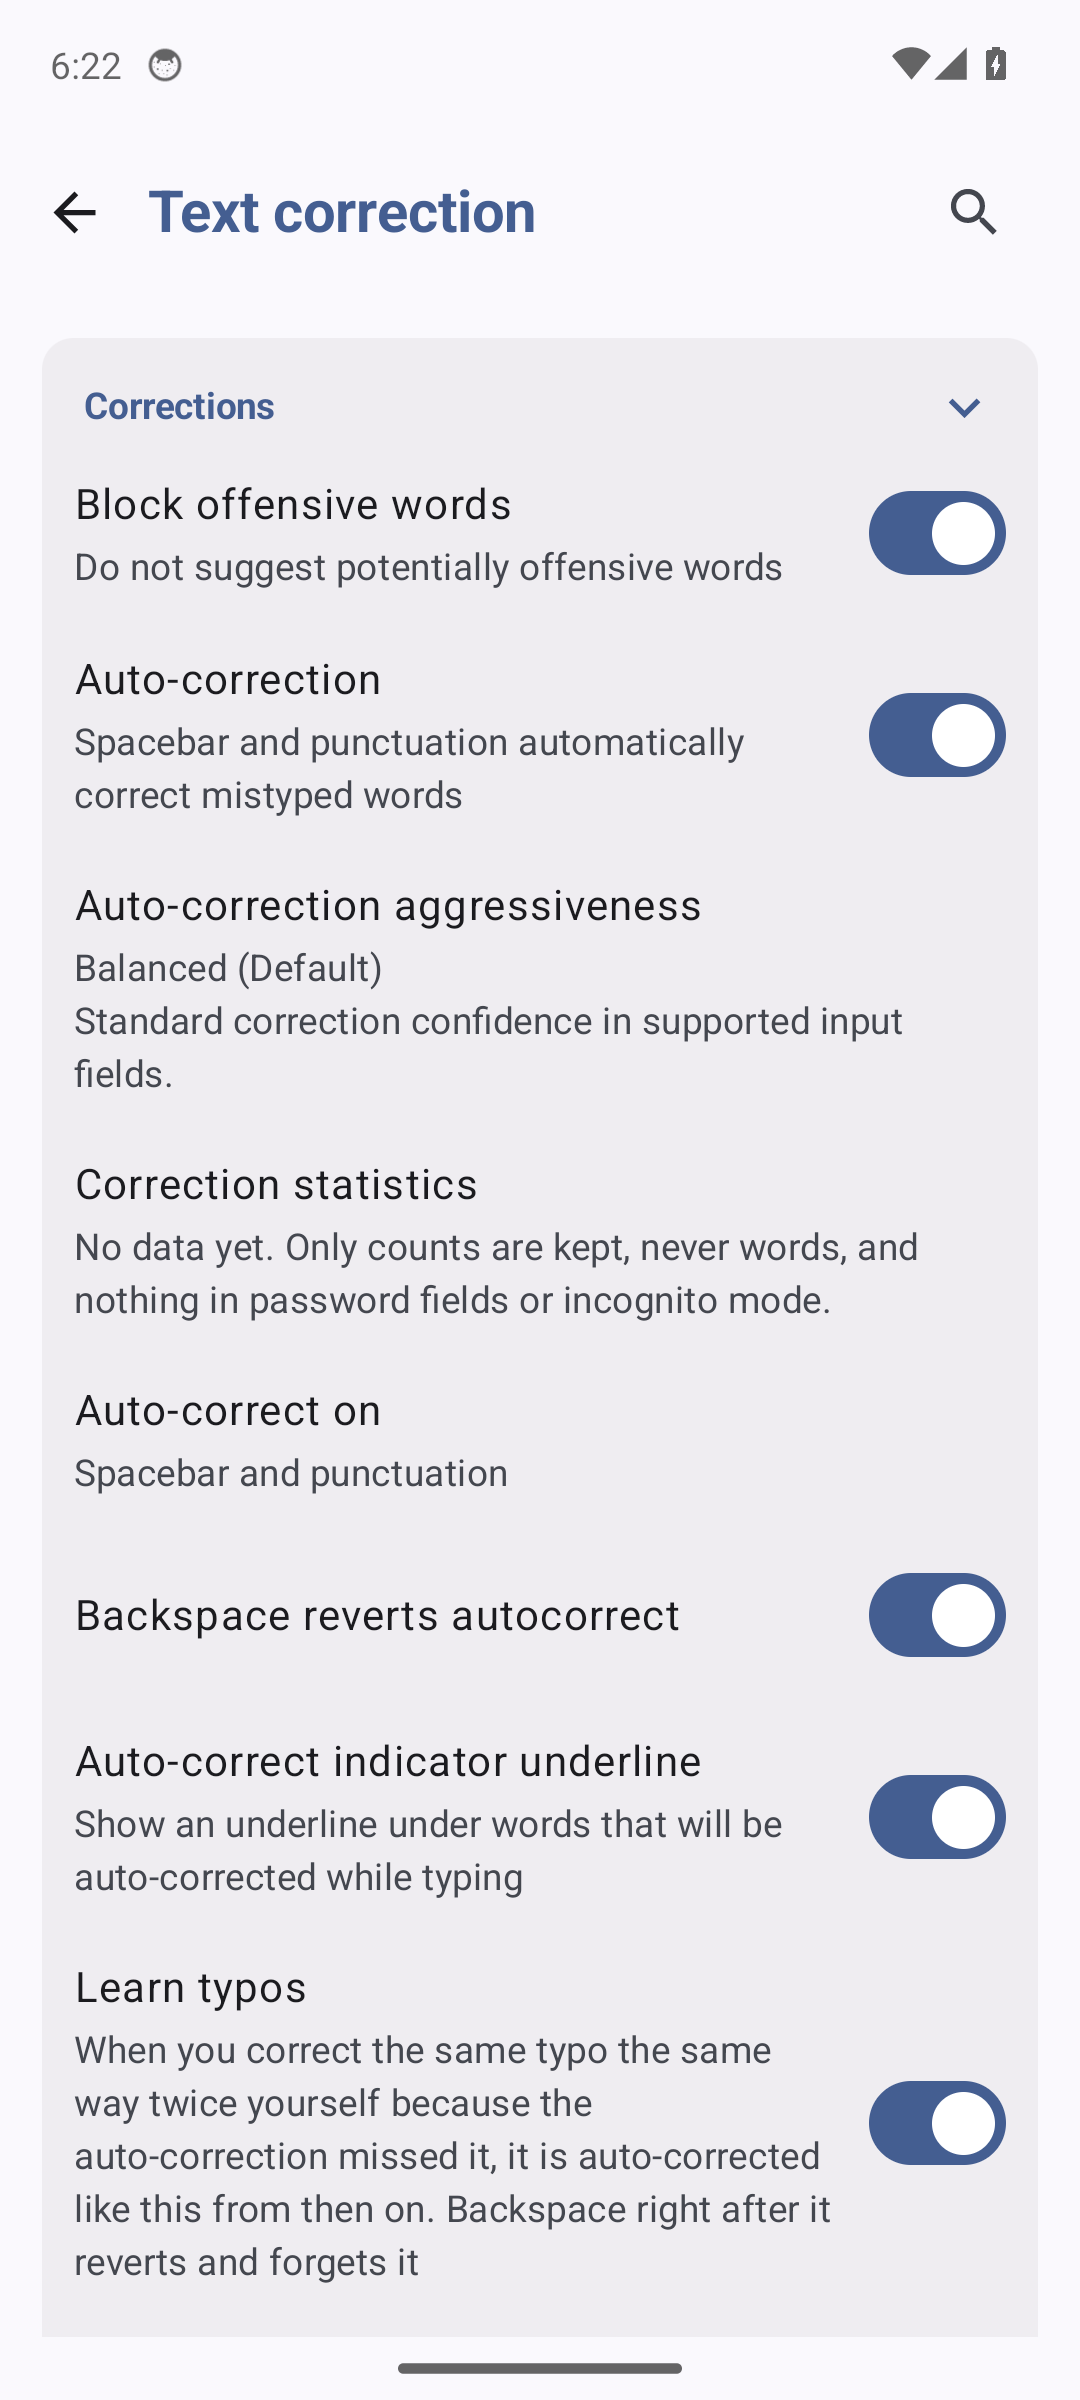 6:22
Text correction
Corrections
Block offensive words
Do not suggest potentially offensive words
Auto-correction
Spacebar and punctuation automatically
correct mistyped words
Auto-correction aggressiveness
Balanced (Default)
Standard correction confidence in supported input
fields.
Correction statistics
No data yet. Only counts are kept, never words, and
nothing in password fields or incognito mode.
Auto-correct on
Spacebar and punctuation
Backspace reverts autocorrect
Auto-correct indicator underline
Show an underline under words that will be
auto-corrected while typing
Learn typos
When you correct the same typo the same
way twice yourself because the
auto-correction missed it, it is auto-corrected
like this from then on. Backspace right after it
reverts and forgets it